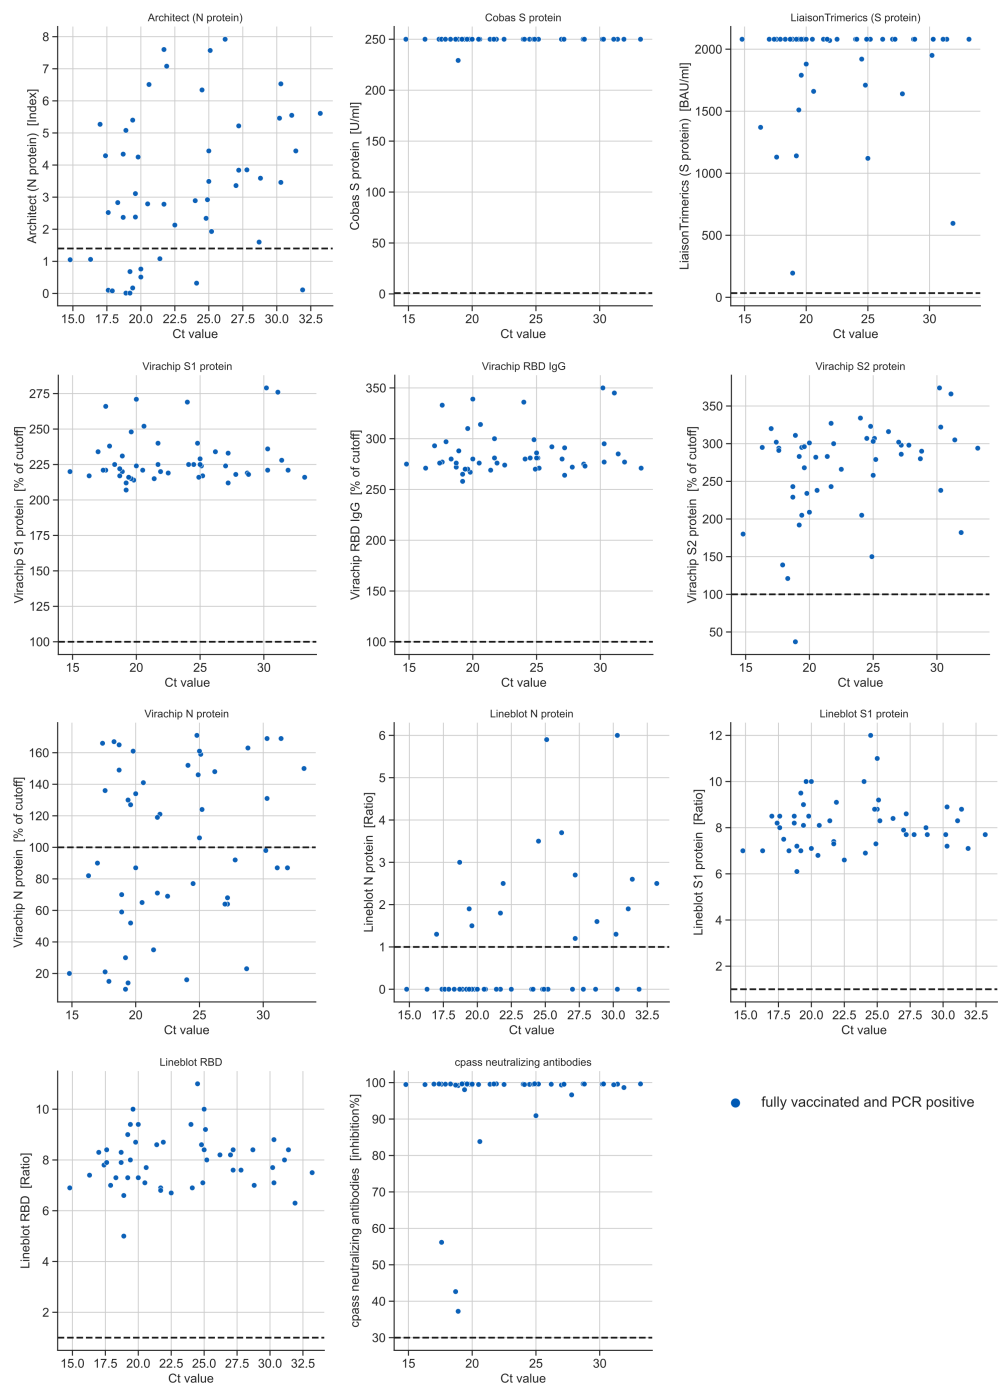 Architect (N protein)
Architect (N protein)  [Index]
8
7
6
5
4
3
2
1
0
15.0 17.5 20.0 22.5 25.0 27.5 30.0 32.5
Ct value
Cobas S protein
Cobas S protein  [U/ml]
250
200
150
100
50
0
15 20 25 30
Ct value
LiaisonTrimerics (S protein)
LiaisonTrimerics (S protein)  [BAU/ml]
2000
1500
1000
500
0
15 20 25 30
Ct value
Virachip S1 protein
Virachip S1 protein  [% of cutoff]
275
250
225
200
175
150
125
100
15 20 25 30
Ct value
Virachip RBD IgG
Virachip RBD IgG  [% of cutoff]
350
300
250
200
150
100
15 20 25 30
Ct value
Virachip S2 protein
Virachip S2 protein  [% of cutoff]
350
300
250
200
150
100
50
15 20 25 30
Ct value
Virachip N protein
Virachip N protein  [% of cutoff]
160
140
120
100
80
60
40
20
15 20 25 30
Ct value
Lineblot N protein
Lineblot N protein  [Ratio]
6
5
4
3
2
1
0
15.0 17.5 20.0 22.5 25.0 27.5 30.0 32.5
Ct value
Lineblot S1 protein
Lineblot S1 protein  [Ratio]
12
10
8
6
4
2
15.0 17.5 20.0 22.5 25.0 27.5 30.0 32.5
Ct value
Lineblot RBD
Lineblot RBD  [Ratio]
10
8
6
4
2
15.0 17.5 20.0 22.5 25.0 27.5 30.0 32.5
Ct value
cpass neutralizing antibodies
cpass neutralizing antibodies  [inhibition%]
100
90
80
70
60
50
40
30
15 20 25 30
Ct value
fully vaccinated and PCR positive